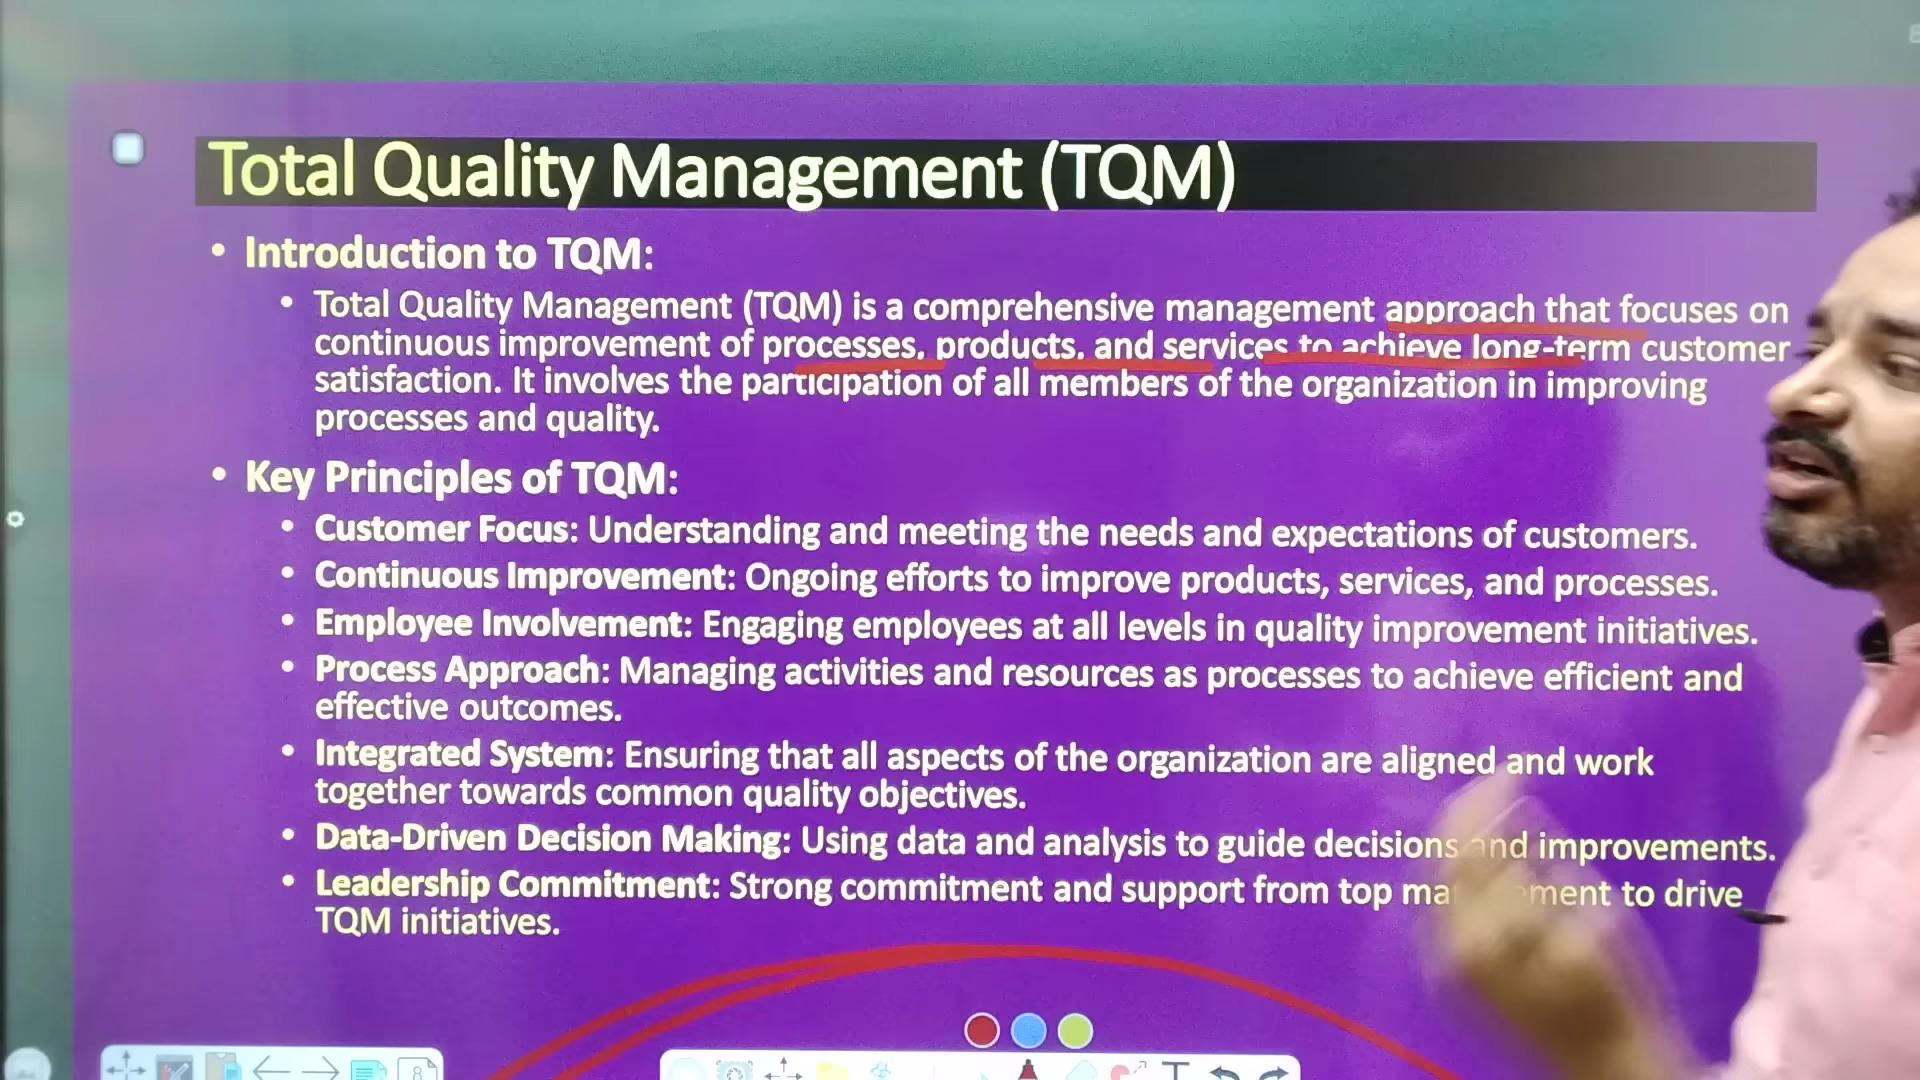 Total Quality Management (TQM)
• Introduction to TQM:
• Total Quality Management (TQM) is a comprehensive management approach that focuses on
continuous improvement of processes, products, and services to achieve long-term customer
satisfaction. It involves the participation of all members of the organization in improving
processes and quality.
• Key Principles of TQM:
• Customer Focus: Understanding and meeting the needs and expectations of customers.
• Continuous Improvement: Ongoing efforts to improve products, services, and processes.
• Employee Involvement: Engaging employees at all levels in quality improvement initiatives.
• Process Approach: Managing activities and resources as processes to achieve efficient and
effective outcomes.
• Integrated System: Ensuring that all aspects of the organization are aligned and work
together towards common quality objectives.
• Data-Driven Decision Making: Using data and analysis to guide decisions and improvements.
• Leadership Commitment: Strong commitment and support from top to drive
TQM initiatives.
8
T